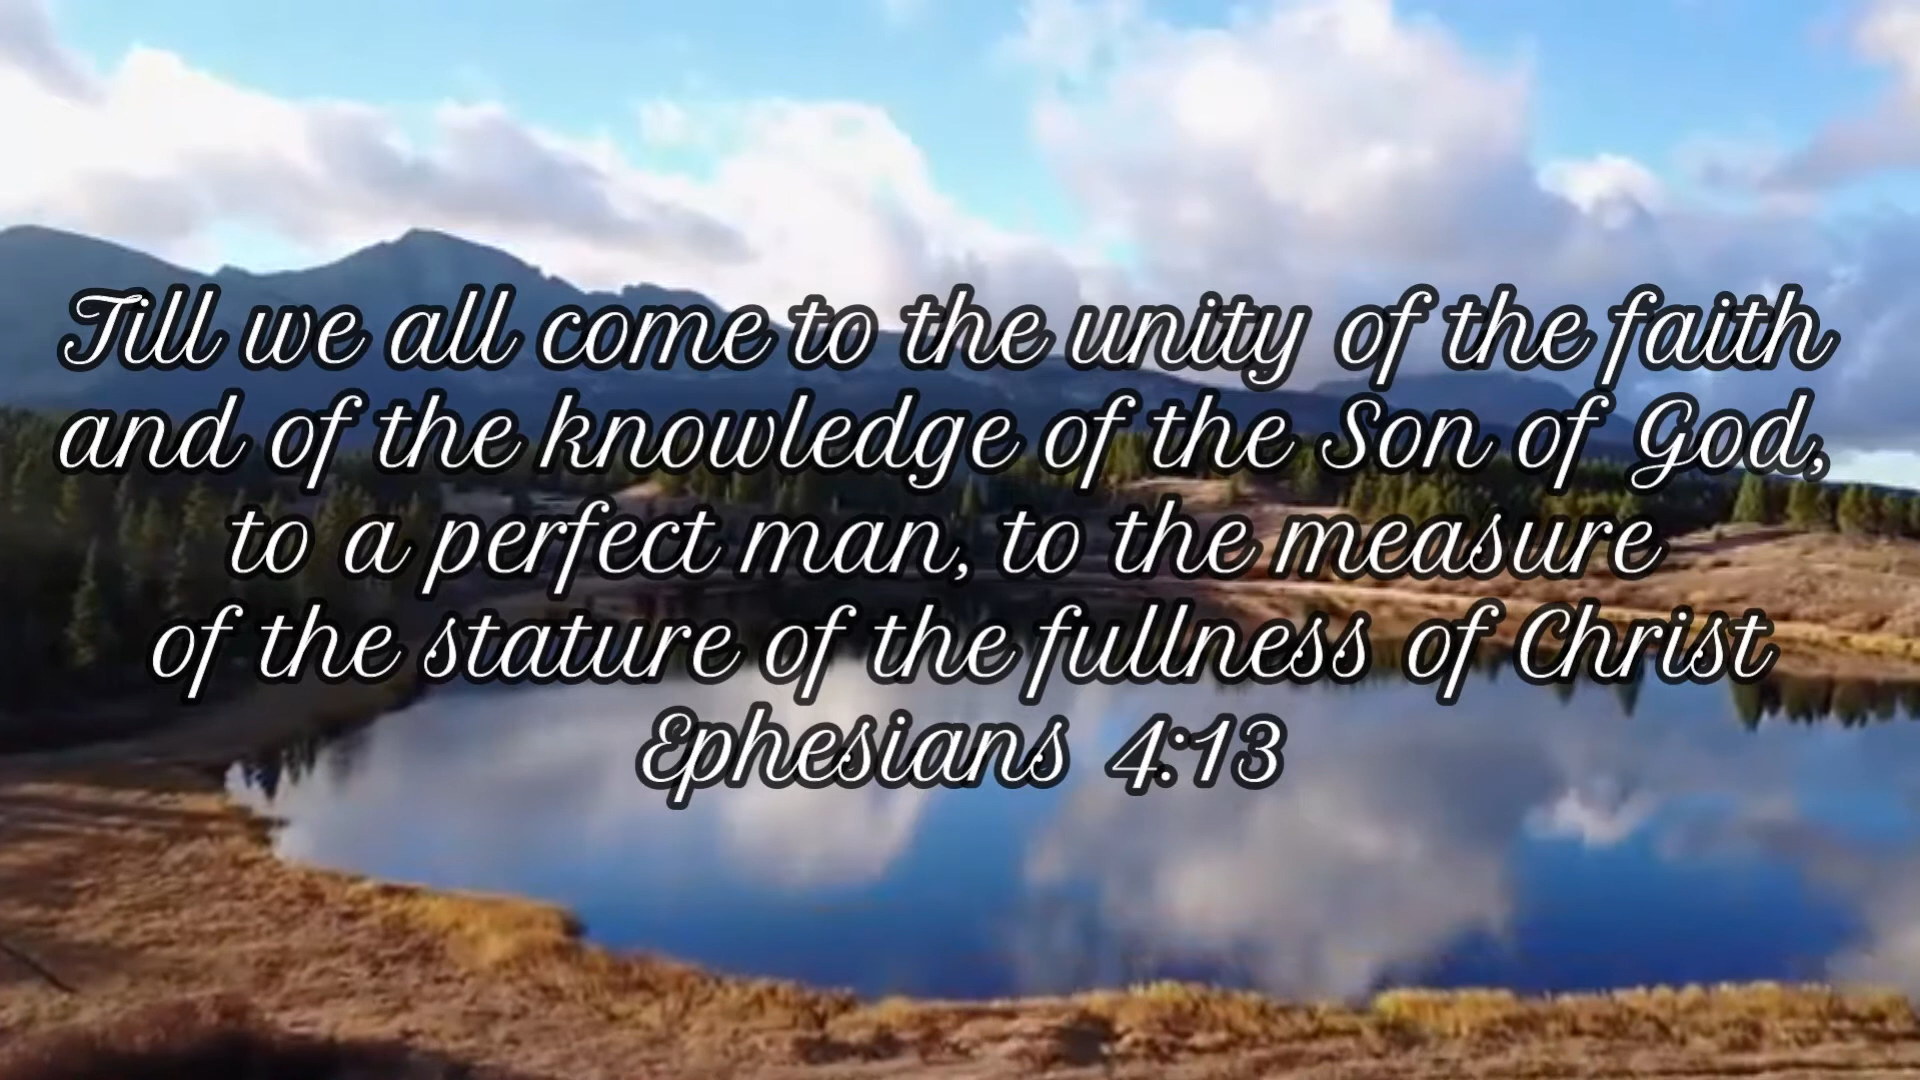 Till we all come to the unity of the faith
and of the knowledge of the Son of God,
to a perfect man, to the measure
of the stature of the fullness of Christ
Ephesians 4:13